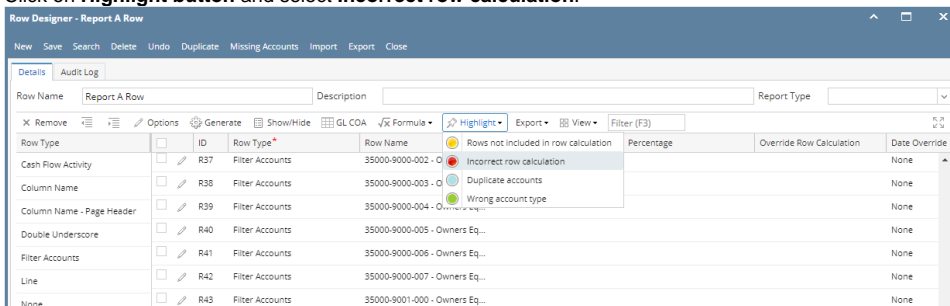 Click on Highlight button and select Incorrect row calculation.
Row Designer - Report A Row
New Save Search Delete Undo Duplicate Missing Accounts Import Export Close
Details Audit Log
Row Name Report A Row Description Report Type
Remove Options Generate Show/Hide GL COA Formula Highlight Export View Filter (F3)
Row Type ID Row Type* Row Name Rows not included in row calculation Percentage Override Row Calculation Date Override
Cash Flow Activity R37 Filter Accounts 35000-9000-002 - O Incorrect row calculation None
Column Name R38 Filter Accounts 35000-9000-003 - O Duplicate accounts None
Column Name - Page Header R39 Filter Accounts 35000-9000-004 - Owners Eq... Wrong account type None
Double Underscore R40 Filter Accounts 35000-9000-005 - Owners Eq... None
Filter Accounts R41 Filter Accounts 35000-9000-006 - Owners Eq... None
Line R42 Filter Accounts 35000-9000-007 - Owners Eq... None
None R43 Filter Accounts 35000-9001-000 - Owners Eq... None